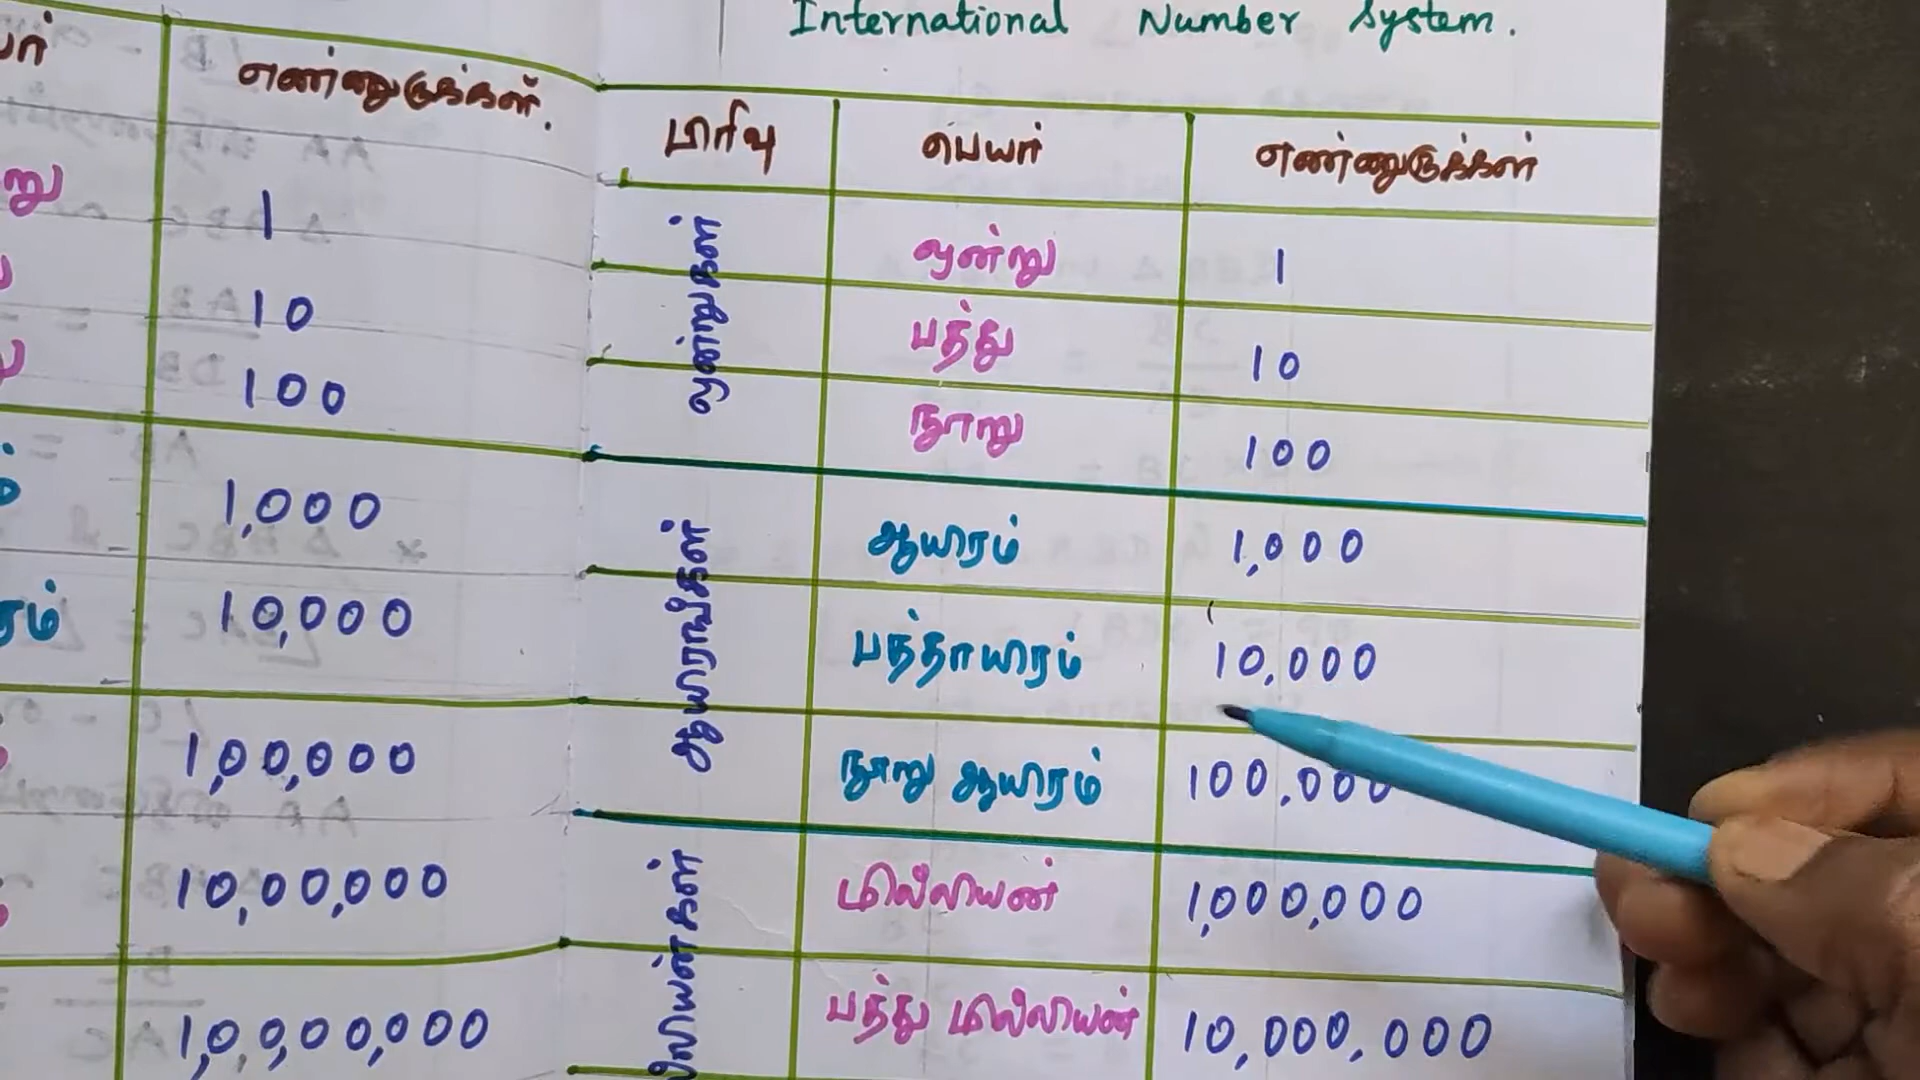 International Number System.
எண்ணுருக்கள்.
1
10
100
1,000
10,000
1,00,000
10,00,000
1,0,0,00,000
பிரிவு பெயர் எண்ணுருக்கள்
ஒன்றுகள்
ஒன்று 1
பத்து 10
நூறு 100
ஆயிரங்கள்
ஆயிரம் 1,000
பத்தாயிரம் 10,000
நூறு ஆயிரம் 100,000
மில்லியன் 1,000,000
பத்து மில்லியன் 10,000,000